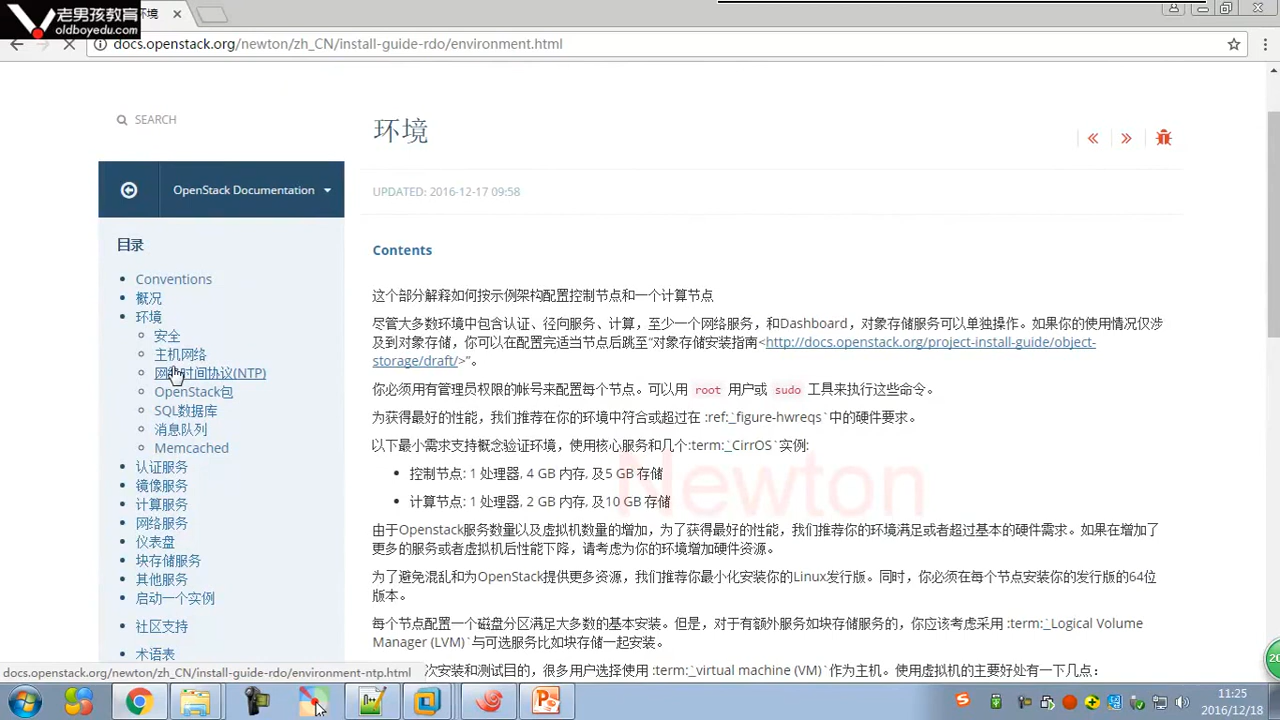 老男孩教育
oldboyedu.com
环境
docs.openstack.org/newton/zh_CN/install-guide-rdo/environment.html
SEARCH
环境
OpenStack Documentation
UPDATED: 2016-12-17 09:58
目录
Contents
Conventions
概况
环境
安全
主机网络
网络时间协议(NTP)
OpenStack包
SQL数据库
消息队列
Memcached
认证服务
镜像服务
计算服务
网络服务
仪表盘
块存储服务
其他服务
启动一个实例
社区支持
术语表
这个部分解释如何按示例架构配置控制节点和一个计算节点
尽管大多数环境中包含认证、径向服务、计算，至少一个网络服务，和Dashboard，对象存储服务可以单独操作。如果你的使用情况仅涉
及到对象存储，你可以在配置完适当节点后跳至“对象存储安装指南<http://docs.openstack.org/project-install-guide/object-
storage/draft/>”。
你必须用有管理员权限的帐号来配置每个节点。可以用 root 用户或 sudo 工具来执行这些命令。
为获得最好的性能，我们推荐在你的环境中符合或超过在 :ref:_figure-hwreqs`中的硬件要求。
以下最小需求支持概念验证环境，使用核心服务和几个:term:_`CirrOS`实例:
控制节点: 1 处理器, 4 GB 内存, 及5 GB 存储
计算节点: 1 处理器, 2 GB 内存, 及10 GB 存储
Newton
由于Openstack服务数量以及虚拟机数量的增加，为了获得最好的性能，我们推荐你的环境满足或者超过基本的硬件需求。如果在增加了
更多的服务或者虚拟机后性能下降，请考虑为你的环境增加硬件资源。
为了避免混乱和为OpenStack提供更多资源，我们推荐你最小化安装你的Linux发行版。同时，你必须在每个节点安装你的发行版的64位
版本。
每个节点配置一个磁盘分区满足大多数的基本安装。但是，对于有额外服务如块存储服务的，你应该考虑采用 :term:_`Logical Volume
Manager (LVM)`与可选服务比如块存储一起安装。
次安装和测试目的，很多用户选择使用 :term:_`virtual machine (VM)`作为主机。使用虚拟机的主要好处有一下几点：
docs.openstack.org/newton/zh_CN/install-guide-rdo/environment-ntp.html
20
11:25
2016/12/18